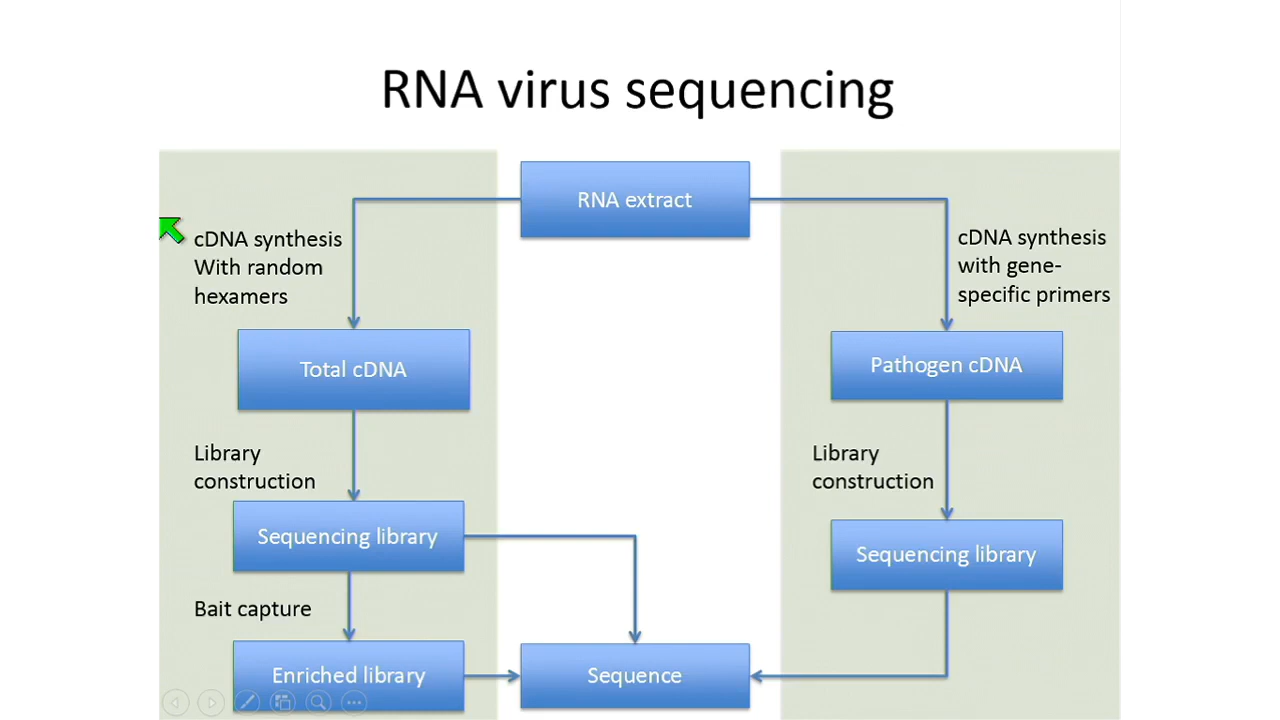 RNA virus sequencing
RNA extract
cDNA synthesis
With random
hexamers
cDNA synthesis
with gene-
specific primers
Total cDNA
Pathogen cDNA
Library
construction
Library
construction
Sequencing library
Sequencing library
Bait capture
Enriched library
Sequence